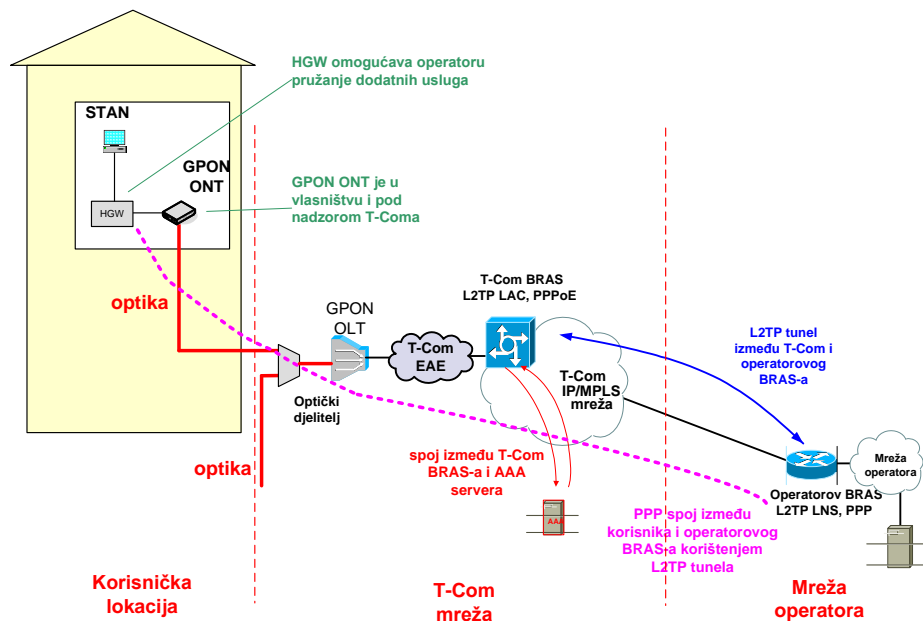 HGW omogućava operatoru
pružanje dodatnih usluga
STAN
GPON
ONT
HGW
GPON ONT je u
vlasništvu i pod
nadzorom T-Coma
optika
GPON
OLT
T-Com BRAS
L2TP LAC, PPPoE
T-Com
EAE
Optički
djelitelj
T-Com
IP/MPLS
mreža
L2TP tunel
između T-Com i
operatorovog
BRAS-a
optika
spoj između T-Com
BRAS-a i AAA
servera
AAA
Mreža
operatora
Operatorov BRAS
L2TP LNS, PPP
PPP spoj između
korisnika i operatorovog
BRAS-a korištenjem
L2TP tunela
Korisnička
lokacija
T-Com
mreža
Mreža
operatora